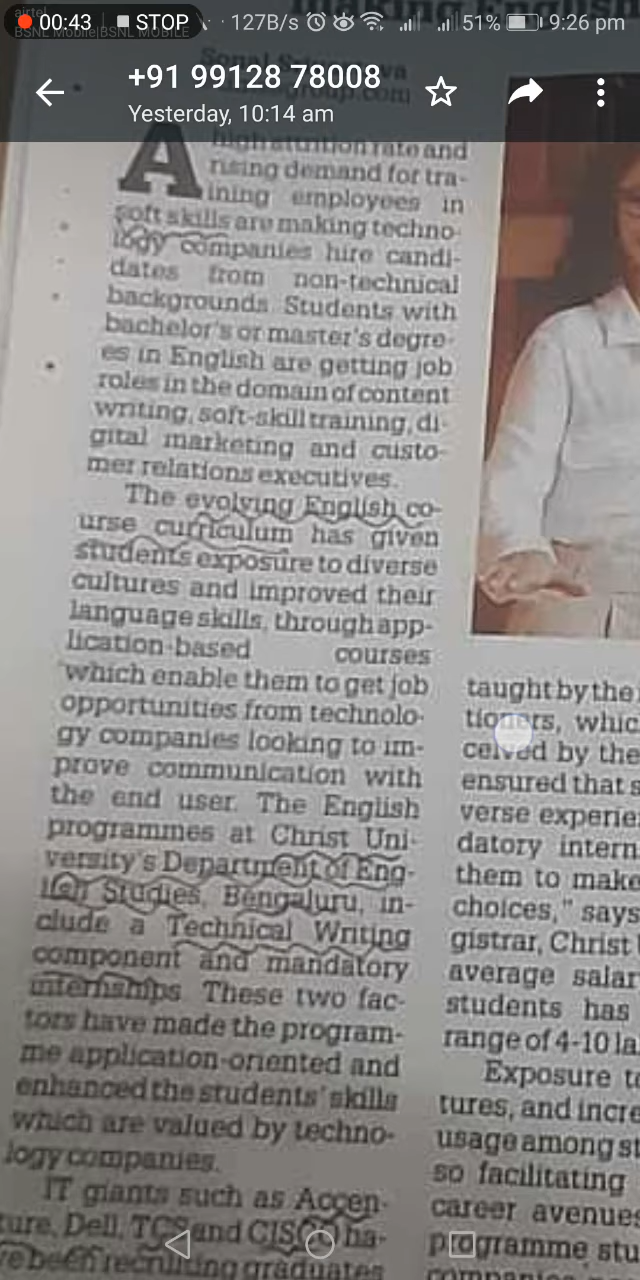 00:43 STOP 127B/s 51% 9:26 pm
airtel
BSNL Mobile|BSNL MOBILE
+91 99128 78008
Yesterday, 10:14 am
A high attrition rate and
rising demand for tra-
ining employees in
soft skills are making techno-
logy companies hire candi-
dates from non-technical
backgrounds. Students with
bachelor's or master's degre-
es in English are getting job
roles in the domain of content
writing, soft-skill training, di-
gital marketing and custo-
mer relations executives.
The evolving English co-
urse curriculum has given
students exposure to diverse
cultures and improved their
language skills, through app-
lication-based courses
which enable them to get job
opportunities from technolo-
gy companies looking to im-
prove communication with
the end user. The English
programmes at Christ Uni-
versity's Department of Eng-
lish Studies, Bengaluru, in-
clude a Technical Writing
component and mandatory
internships. These two fac-
tors have made the program-
me application-oriented and
enhanced the students' skills
which are valued by techno-
logy companies.
IT giants such as Accen-
ture, Dell, TCS and CISCO ha-
ve been recruiting graduates
taught by the
tioners, whic
ceived by the
ensured that s
verse experie
datory intern
them to make
choices," says
gistrar, Christ
average salar
students has
range of 4-10 la
Exposure to
tures, and incre
usage among st
so facilitating
career avenues
programme stu